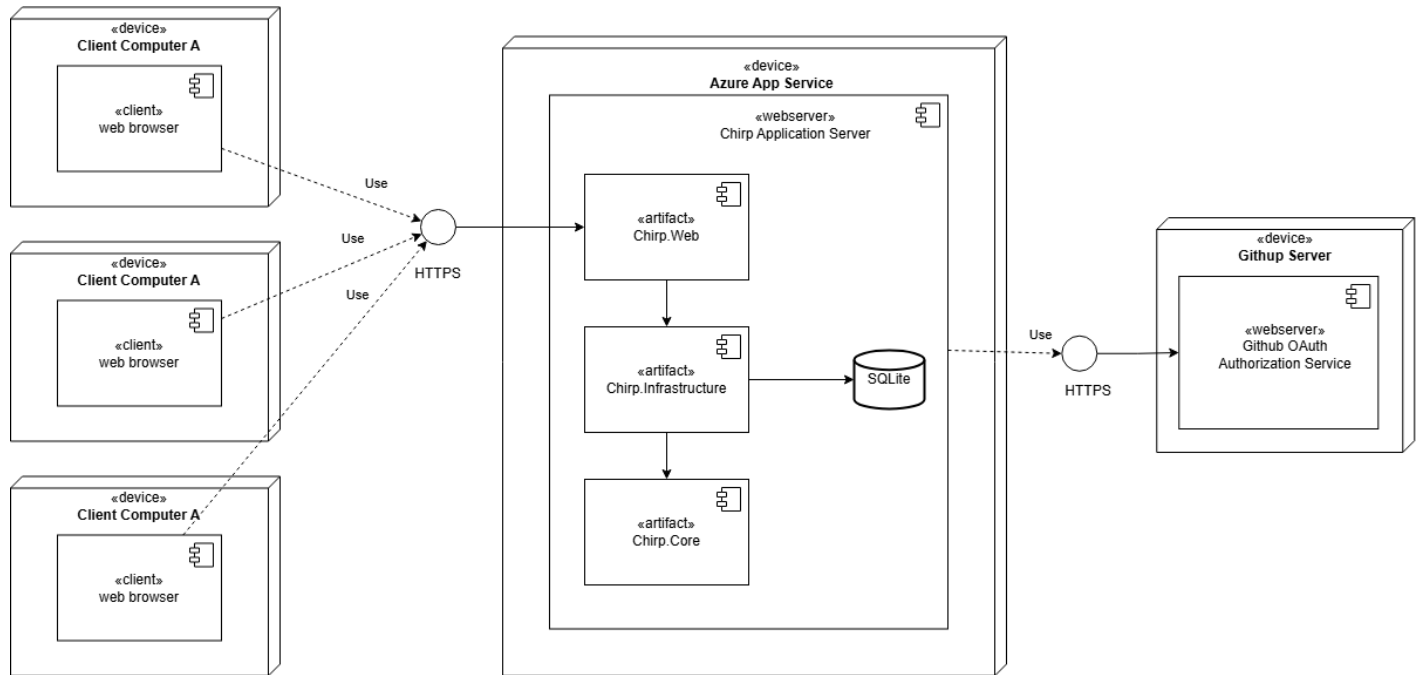 «device»
Client Computer A
«client»
web browser
Use
«device»
Client Computer A
«client»
web browser
Use
«device»
Client Computer A
«client»
web browser
Use
HTTPS
«device»
Azure App Service
«webserver»
Chirp Application Server
«artifact»
Chirp.Web
«artifact»
Chirp.Infrastructure
SQLite
«artifact»
Chirp.Core
Use
HTTPS
«device»
Githup Server
«webserver»
Github OAuth
Authorization Service